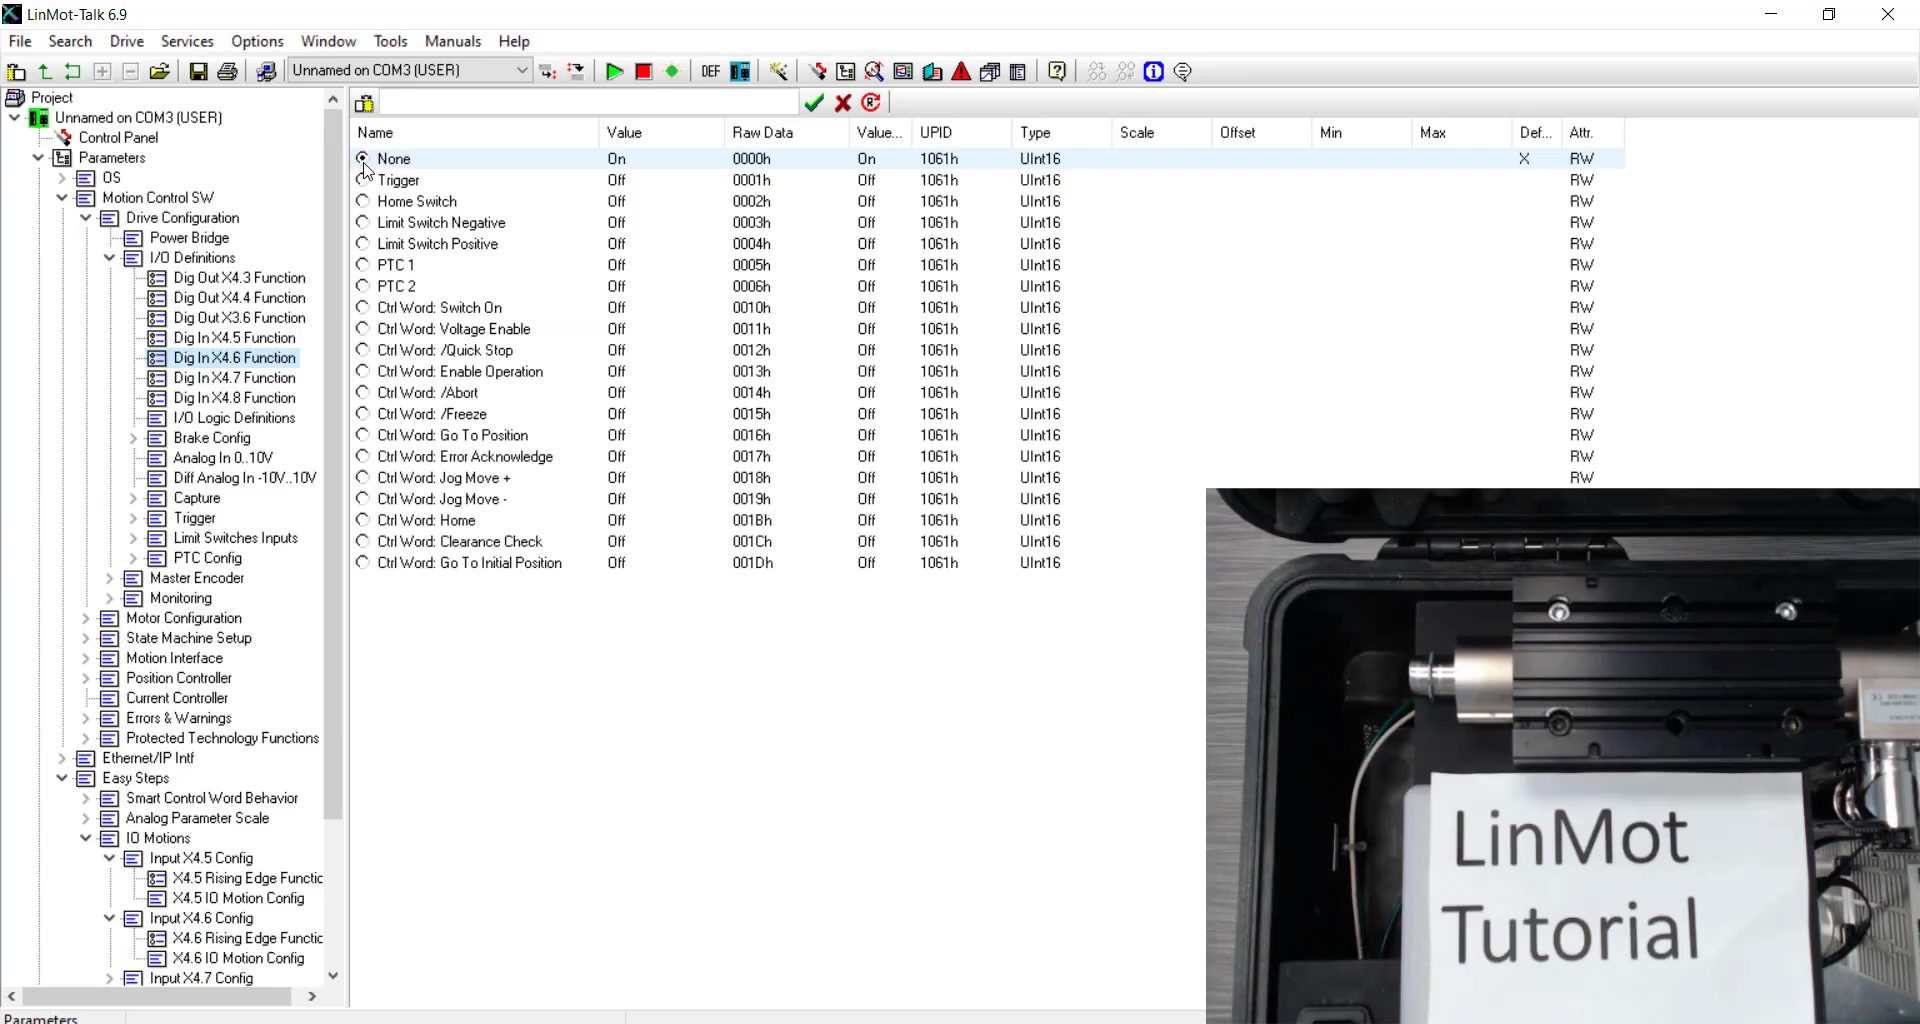 LinMot-Talk 6.9
File Search Drive Services Options Window Tools Manuals Help
DEF
Unnamed on COM3 (USER)
Project
Unnamed on COM3 (USER)
Control Panel
Parameters
OS
Motion Control SW
Drive Configuration
Power Bridge
I/O Definitions
Dig Out X4.3 Function
Dig Out X4.4 Function
Dig Out X3.6 Function
Dig In X4.5 Function
Dig In X4.6 Function
Dig In X4.7 Function
Dig In X4.8 Function
I/O Logic Definitions
Brake Config
Analog In 0..10V
Diff Analog In -10V..10V
Capture
Trigger
Limit Switches Inputs
PTC Config
Master Encoder
Monitoring
Motor Configuration
State Machine Setup
Motion Interface
Position Controller
Current Controller
Errors & Warnings
Protected Technology Functions
Ethernet/IP Intf
Easy Steps
Smart Control Word Behavior
Analog Parameter Scale
IO Motions
Input X4.5 Config
X4.5 Rising Edge Functic
X4.5 IO Motion Config
Input X4.6 Config
X4.6 Rising Edge Functic
X4.6 IO Motion Config
Input X4.7 Config
Parameters
Name Value Raw Data Value... UPID Type Scale Offset Min Max Def... Attr.
None On 0000h On 1061h UInt16 X RW
Trigger Off 0001h Off 1061h UInt16 RW
Home Switch Off 0002h Off 1061h UInt16 RW
Limit Switch Negative Off 0003h Off 1061h UInt16 RW
Limit Switch Positive Off 0004h Off 1061h UInt16 RW
PTC 1 Off 0005h Off 1061h UInt16 RW
PTC 2 Off 0006h Off 1061h UInt16 RW
Ctrl Word: Switch On Off 0010h Off 1061h UInt16 RW
Ctrl Word: Voltage Enable Off 0011h Off 1061h UInt16 RW
Ctrl Word: /Quick Stop Off 0012h Off 1061h UInt16 RW
Ctrl Word: Enable Operation Off 0013h Off 1061h UInt16 RW
Ctrl Word: /Abort Off 0014h Off 1061h UInt16 RW
Ctrl Word: /Freeze Off 0015h Off 1061h UInt16 RW
Ctrl Word: Go To Position Off 0016h Off 1061h UInt16 RW
Ctrl Word: Error Acknowledge Off 0017h Off 1061h UInt16 RW
Ctrl Word: Jog Move + Off 0018h Off 1061h UInt16 RW
Ctrl Word: Jog Move - Off 0019h Off 1061h UInt16
Ctrl Word: Home Off 001Bh Off 1061h UInt16
Ctrl Word: Clearance Check Off 001Ch Off 1061h UInt16
Ctrl Word: Go To Initial Position Off 001Dh Off 1061h UInt16
LinMot
Tutorial